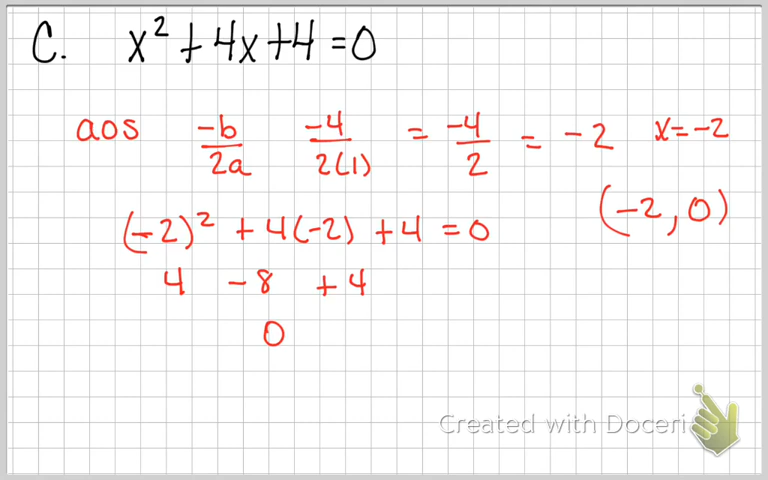 C. x² + 4x + 4 = 0
aos -b/2a -4/2(1) = -4/2 = -2 x = -2
(-2, 0)
(-2)² + 4(-2) + 4 = 0
4 - 8 + 4
0
Created with Doceri